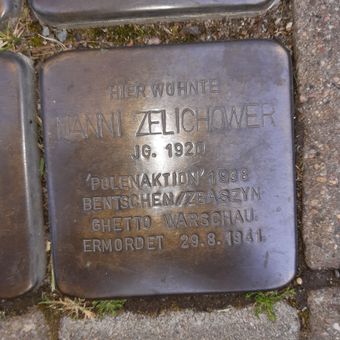 HIER WOHNTE
NANNI ZELICHOWER
JG. 1920
'POLENAKTION' 1938
BENTSCHEN//ZBASZYN
GHETTO WARSCHAU
ERMORDET 29.8.1941